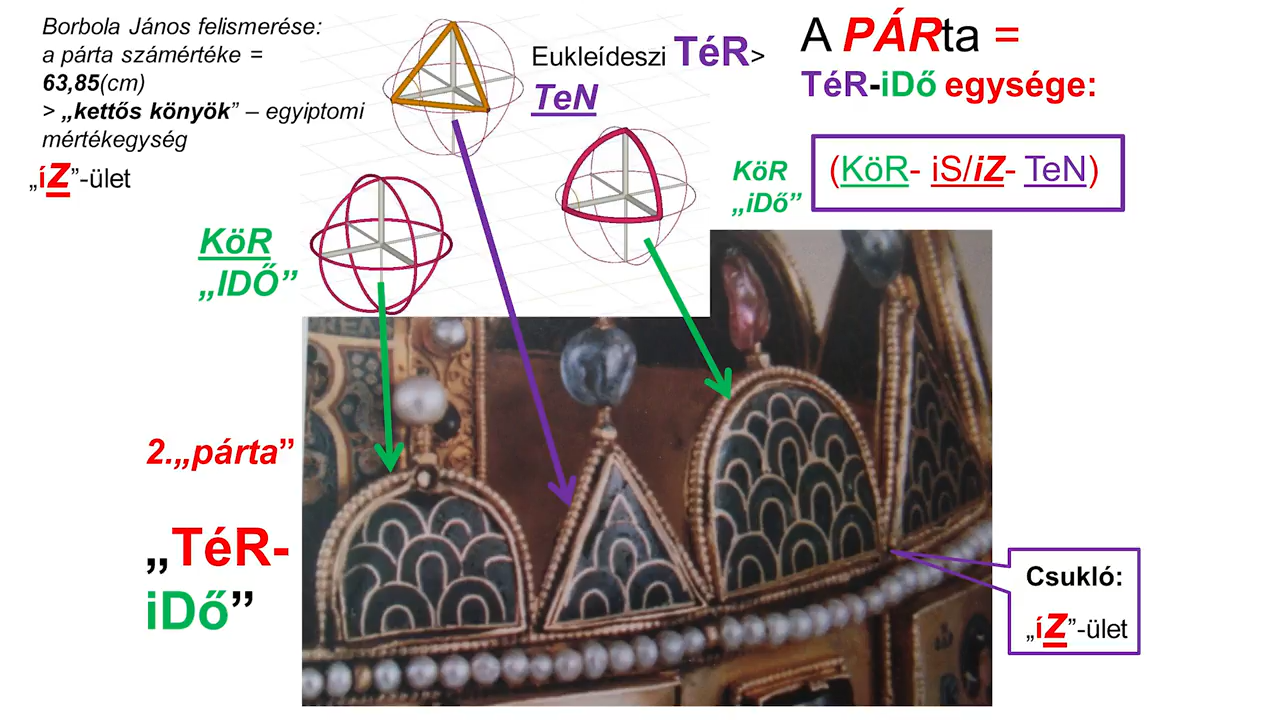 Borbola János felismerése:
a párta számértéke =
63,85(cm)
> „kettős könyök” – egyiptomi
mértékegység
„íZ”-ület
Eukleídeszi TéR>
TeN
A PÁRta =
TéR-iDő egysége:
(KöR- iS/iZ- TeN)
KöR
„iDő”
KöR
„IDŐ”
2.„párta”
„TéR-
iDő”
Csukló:
„íZ”-ület